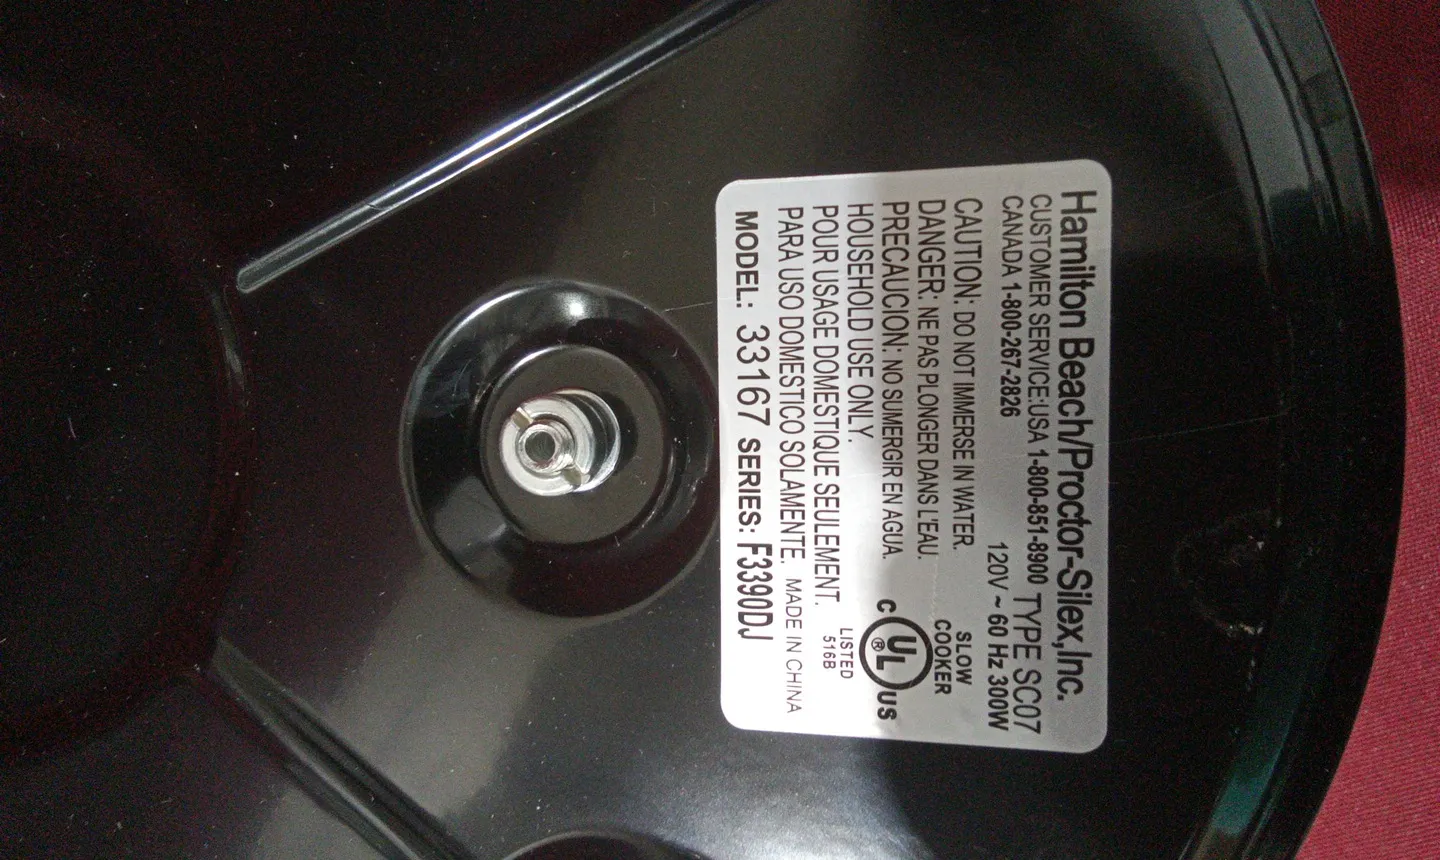 Hamilton Beach/Proctor-Silex,Inc.
CUSTOMER SERVICE:USA 1-800-851-8900 TYPE SC07
CANADA 1-800-267-2826 120V ~ 60 Hz 300W
CAUTION: DO NOT IMMERSE IN WATER.
DANGER: NE PAS PLONGER DANS L'EAU.
PRECAUCION: NO SUMERGIR EN AGUA.
HOUSEHOLD USE ONLY.
POUR USAGE DOMESTIQUE SEULEMENT.
PARA USO DOMESTICO SOLAMENTE. MADE IN CHINA
MODEL: 33167 SERIES: F3390DJ
SLOW
COOKER
C UL ® US
LISTED
516B